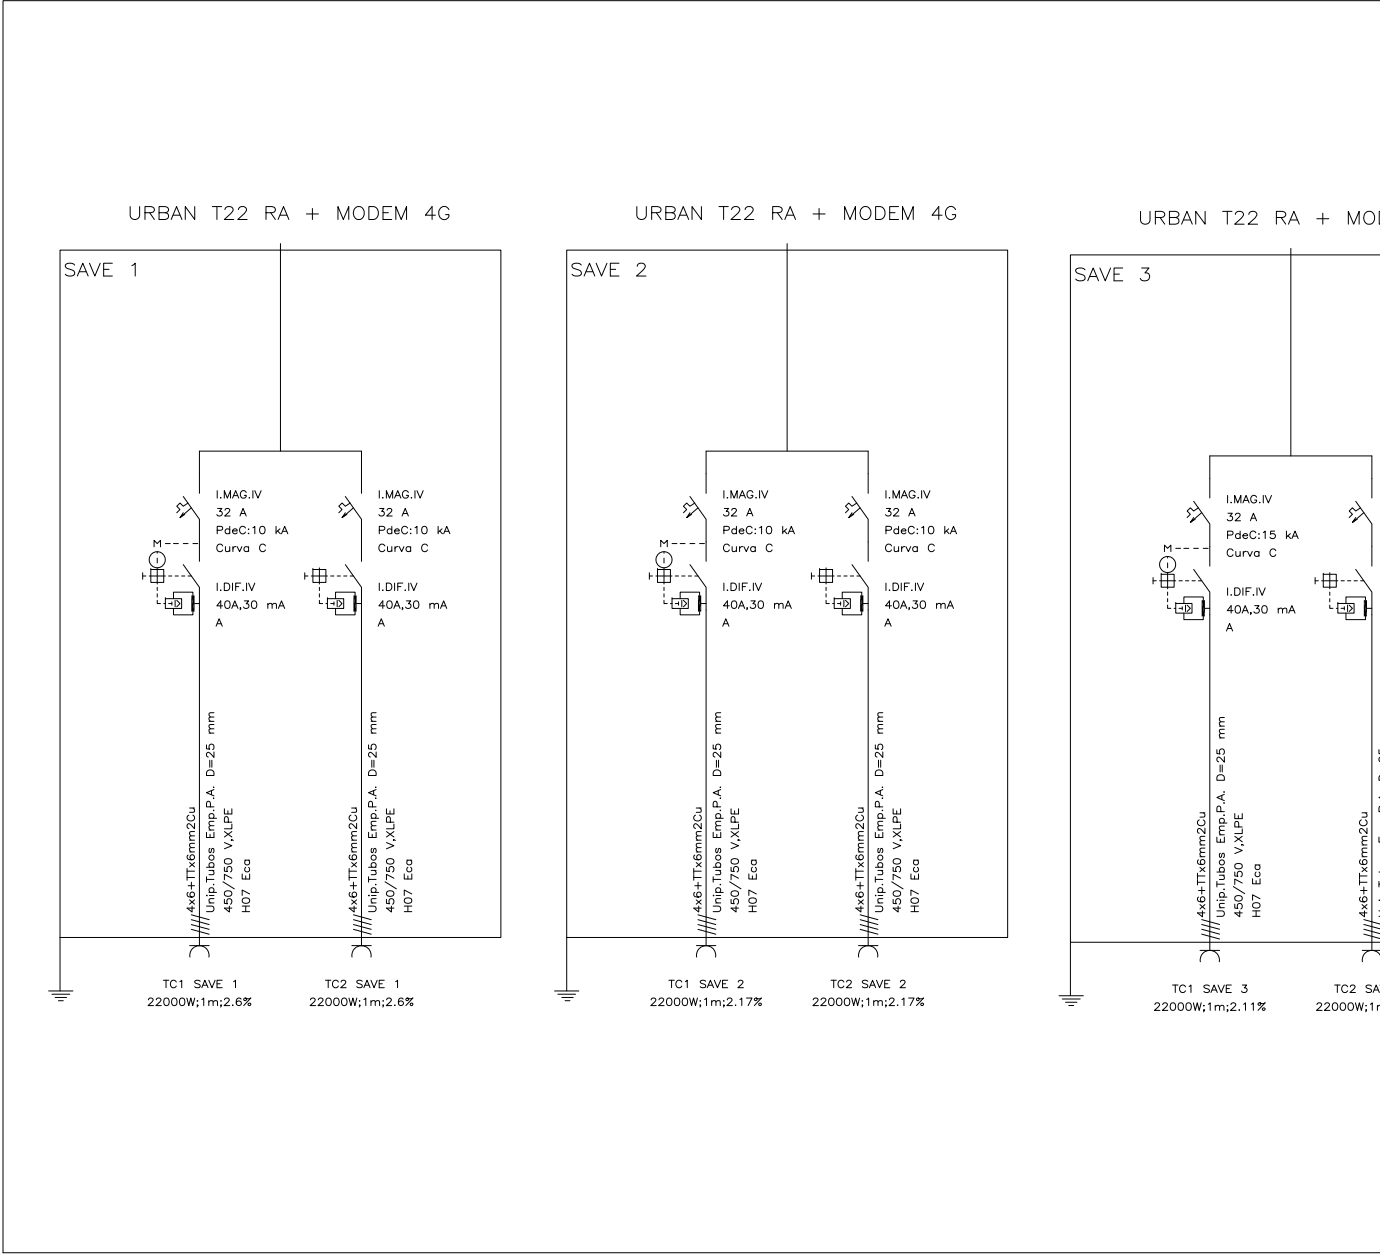 URBAN T22 RA + MODEM 4G
SAVE 1
I.MAG.IV
32 A
PdeC:10 kA
Curva C
M
I.DIF.IV
40A,30 mA
A
I.MAG.IV
32 A
PdeC:10 kA
Curva C
I.DIF.IV
40A,30 mA
A
4x6+TTx6mm2Cu
Unip.Tubos Emp.P.A. D=25 mm
450/750 V,XLPE
H07 Eca
4x6+TTx6mm2Cu
Unip.Tubos Emp.P.A. D=25 mm
450/750 V,XLPE
H07 Eca
TC1 SAVE 1
22000W;1m;2.6%
TC2 SAVE 1
22000W;1m;2.6%
URBAN T22 RA + MODEM 4G
SAVE 2
I.MAG.IV
32 A
PdeC:10 kA
Curva C
M
I.DIF.IV
40A,30 mA
A
I.MAG.IV
32 A
PdeC:10 kA
Curva C
I.DIF.IV
40A,30 mA
A
4x6+TTx6mm2Cu
Unip.Tubos Emp.P.A. D=25 mm
450/750 V,XLPE
H07 Eca
4x6+TTx6mm2Cu
Unip.Tubos Emp.P.A. D=25 mm
450/750 V,XLPE
H07 Eca
TC1 SAVE 2
22000W;1m;2.17%
TC2 SAVE 2
22000W;1m;2.17%
URBAN T22 RA +
SAVE 3
I.MAG.IV
32 A
PdeC:15 kA
Curva C
M
I.DIF.IV
40A,30 mA
A
4x6+TTx6mm2Cu
Unip.Tubos Emp.P.A. D=25 mm
450/750 V,XLPE
H07 Eca
4x6+TTx6mm2Cu
TC1 SAVE 3
22000W;1m;2.11%
TC2
22000W;